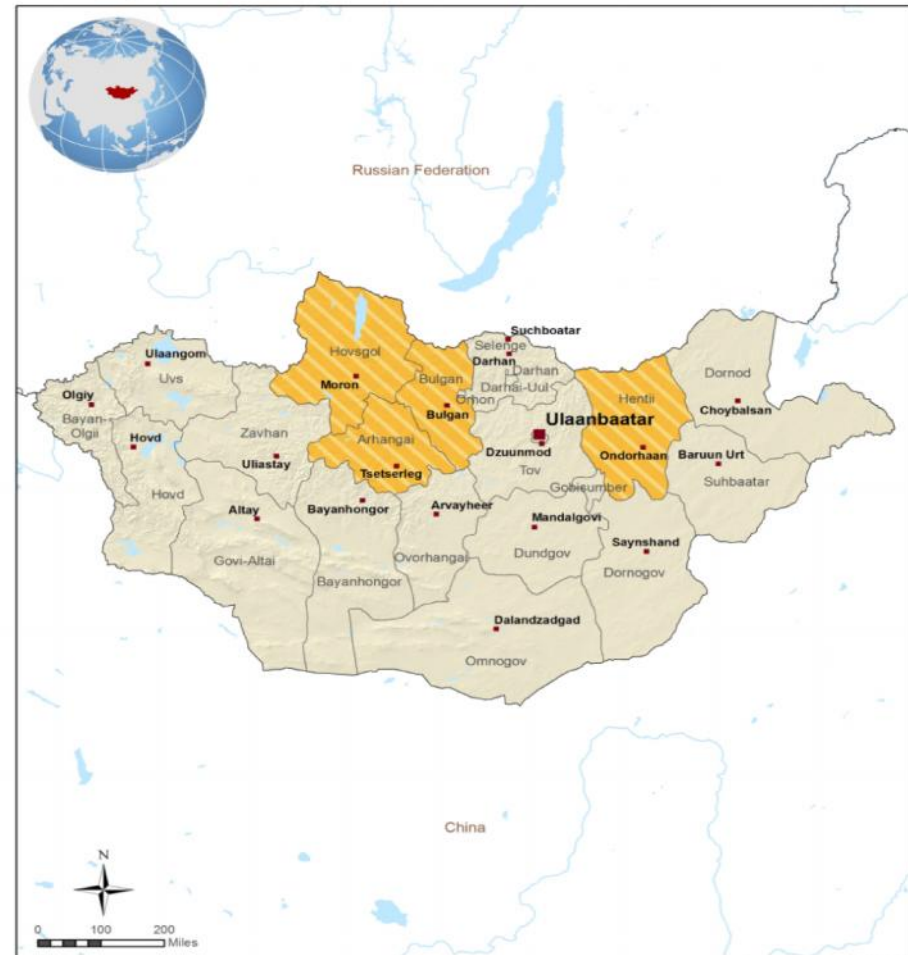 Russian Federation
Suchboatar
Selenge
Ulaangom
Hovsgol
Darhan
Darhan
Dornod
Uvs
Moron
Bulgan
Darhai-Uul
Hentii
Olgiy
Orhon
Choybalsan
Bayan-
Olgii
Bulgan
Ulaanbaatar
Zavhan
Arhangai
Hovd
Dzuunmod
Ondorhaan
Baruun Urt
Uliastay
Tsetserleg
Tov
Suhbaatar
Hovd
Gobisumber
Altay
Bayanhongor
Arvayheer
Mandalgovi
Govi-Altai
Ovorhangai
Dundgov
Saynshand
Bayanhongor
Dornogov
Dalandzadgad
Omnogov
China
N
0 100 200
Miles